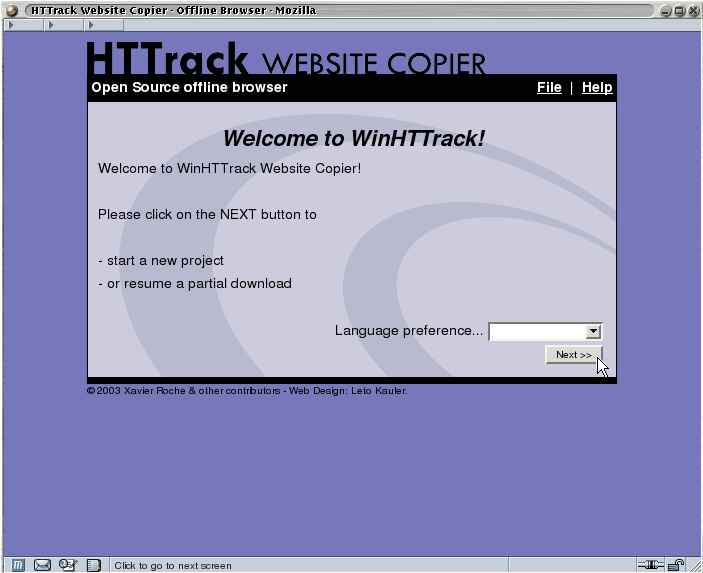 HTTrack Website Copier - Offline Browser - Mozilla
HTTrack WEBSITE COPIER
Open Source offline browser File | Help
Welcome to WinHTTrack!
Welcome to WinHTTrack Website Copier!
Please click on the NEXT button to
- start a new project
- or resume a partial download
Language preference...
Next >>
© 2003 Xavier Roche & other contributors - Web Design: Leto Kauler.
Click to go to next screen